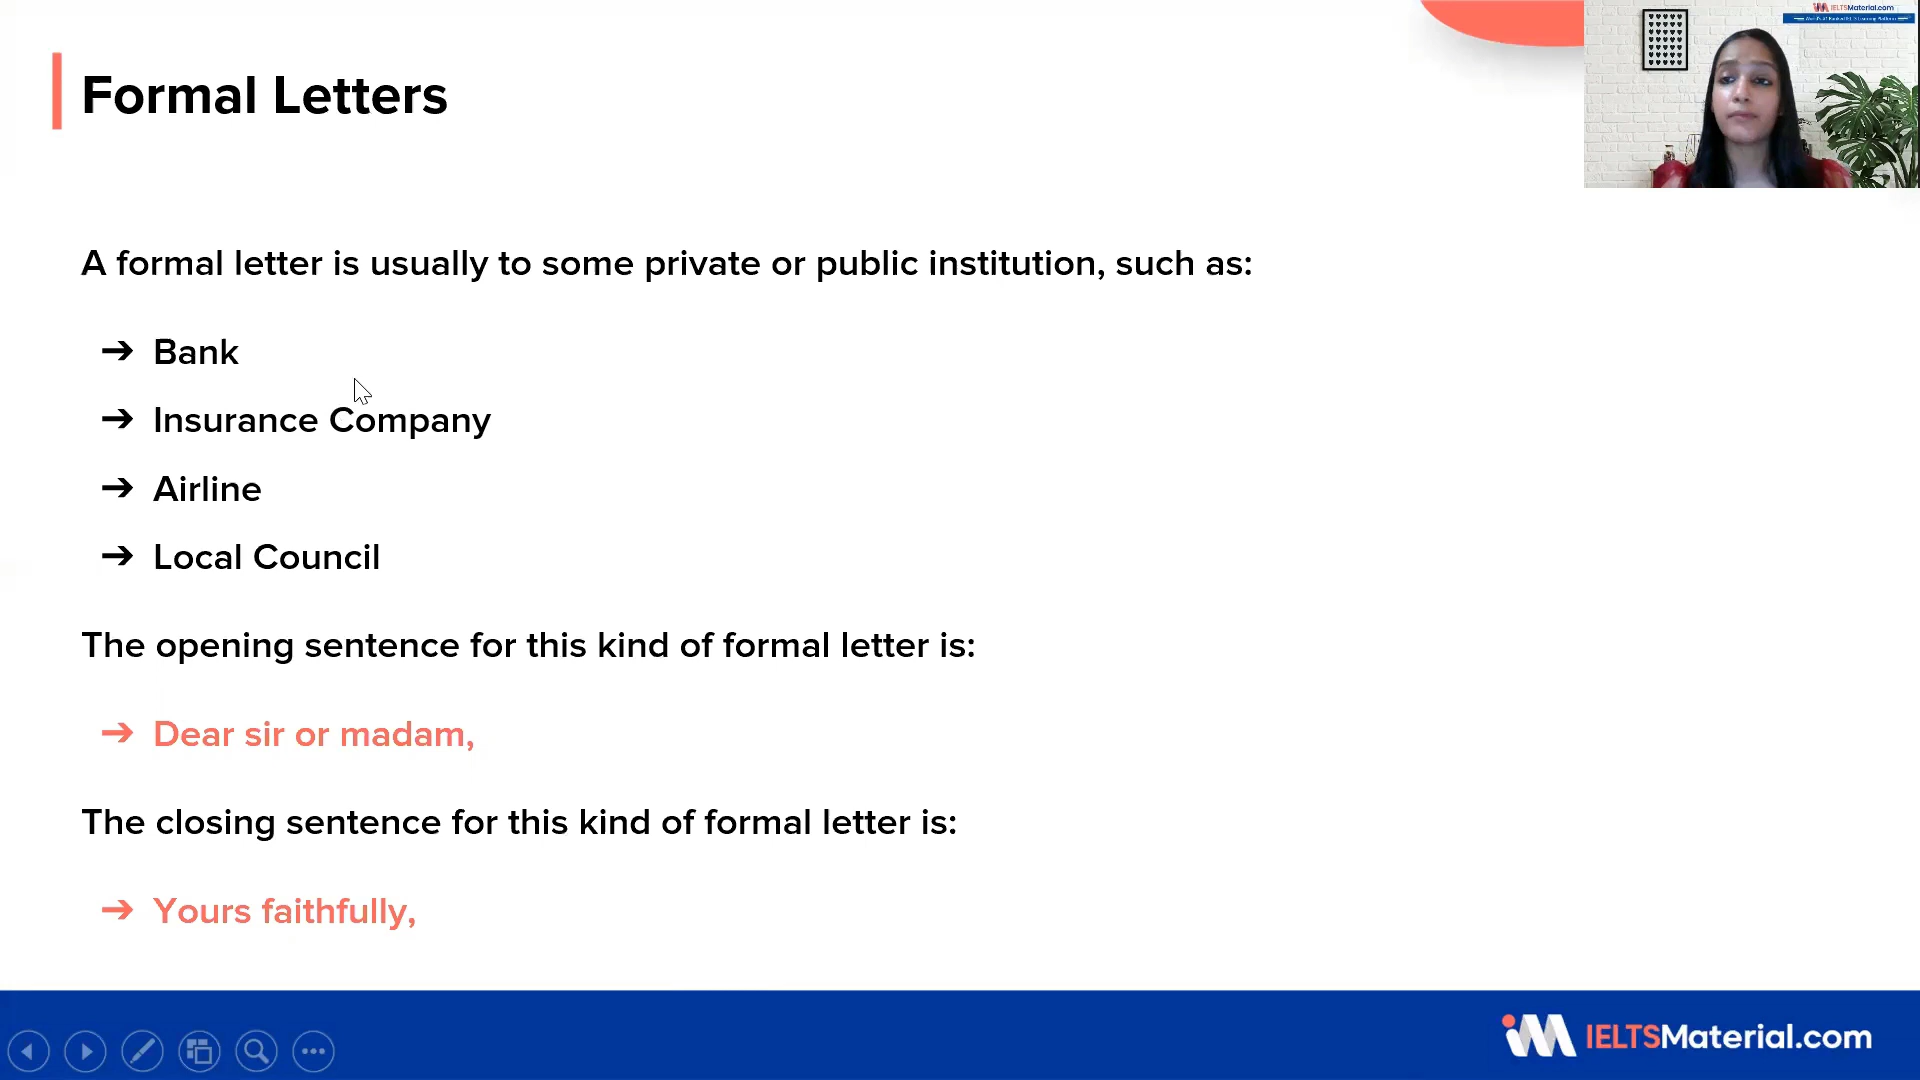 Formal Letters
IELTSMaterial.com
A formal letter is usually to some private or public institution, such as:
➔ Bank
➔ Insurance Company
➔ Airline
➔ Local Council
The opening sentence for this kind of formal letter is:
➔ Dear sir or madam,
The closing sentence for this kind of formal letter is:
➔ Yours faithfully,
IELTSMaterial.com